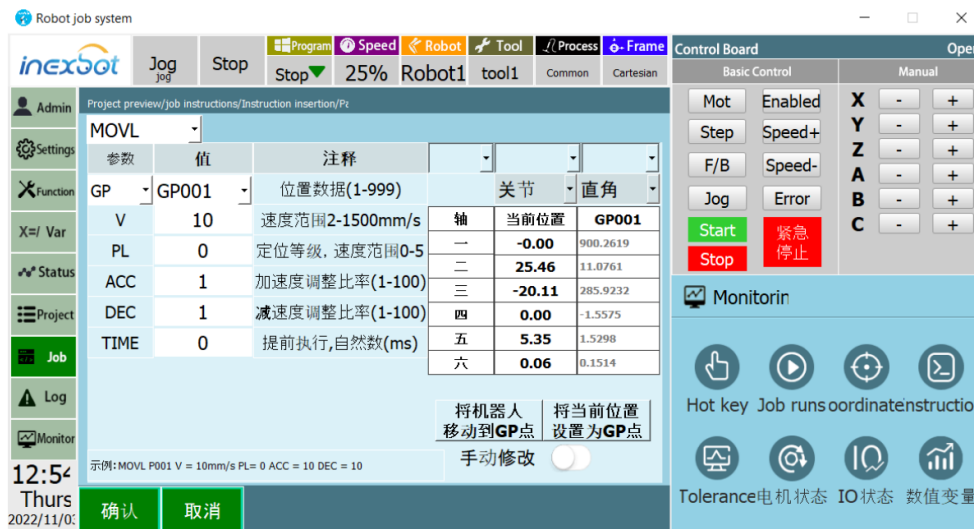 Robot job system
inexbot
Jog
jog
Stop
Program
Stop
Speed
25%
Robot
Robot1
Tool
tool1
Process
Common
Frame
Cartesian
Control Board
Oper
Basic Control
Manual
Admin
Settings
Function
X=/ Var
Status
Project
Job
Log
Monitor
12:54
Thurs
2022/11/03
Project preview/job instructions/Instruction insertion/Pa
MOVL
参数 值 注释
GP GP001 位置数据(1-999) 关节 直角
V 10 速度范围2-1500mm/s
PL 0 定位等级, 速度范围0-5
ACC 1 加速度调整比率(1-100)
DEC 1 减速度调整比率(1-100)
TIME 0 提前执行,自然数(ms)
轴 当前位置 GP001
一 -0.00 900.2619
二 25.46 11.0761
三 -20.11 285.9232
四 0.00 -1.5575
五 5.35 1.5298
六 0.06 0.1514
将机器人
移动到GP点
将当前位置
设置为GP点
手动修改
示例:MOVL P001 V = 10mm/s PL= 0 ACC = 10 DEC = 10
确认
取消
Mot Enabled
Step Speed+
F/B Speed-
Jog Error
Start
Stop
紧急
停止
X - +
Y - +
Z - +
A - +
B - +
C - +
Monitorin
Hot key Job runs oordinate nstructio
Tolerance 电机状态 IO状态 数值变量